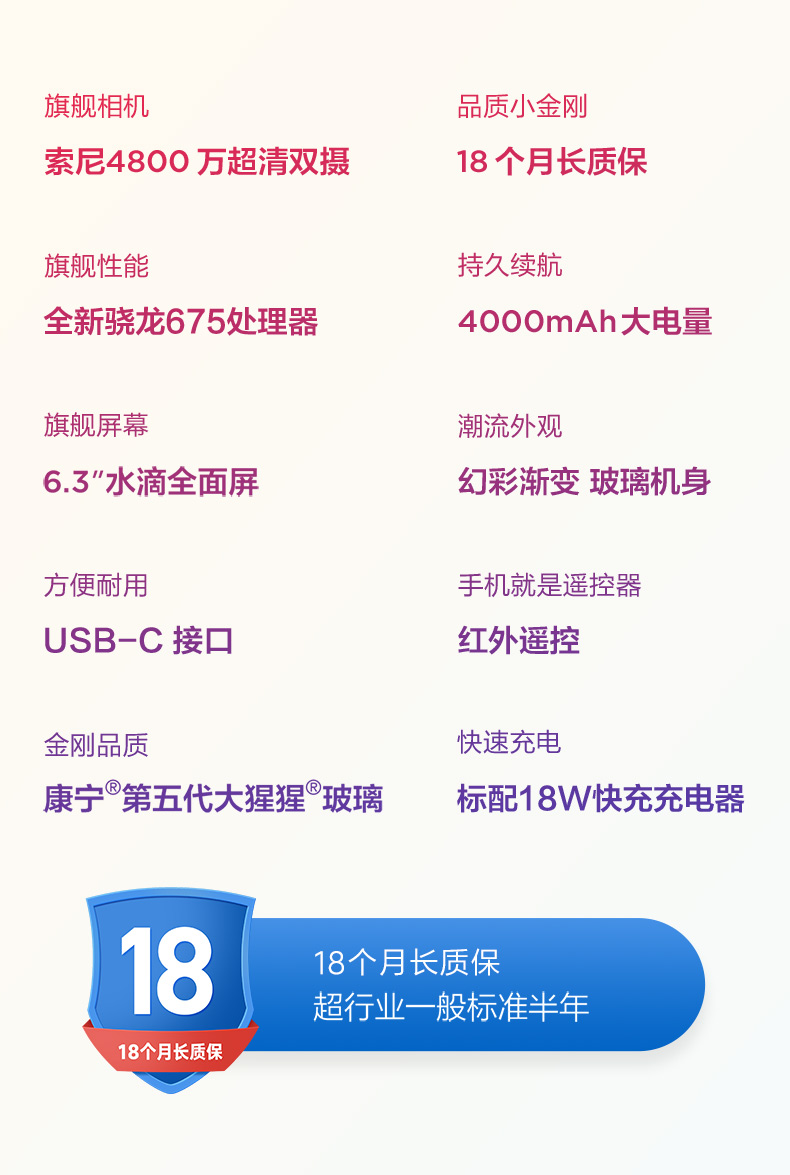 旗舰相机
索尼4800 万超清双摄
品质小金刚
18 个月长质保
旗舰性能
全新骁龙675处理器
持久续航
4000mAh大电量
旗舰屏幕
6.3″水滴全面屏
潮流外观
幻彩渐变 玻璃机身
方便耐用
USB-C 接口
手机就是遥控器
红外遥控
金刚品质
康宁®第五代大猩猩®玻璃
快速充电
标配18W快充充电器
18
18个月长质保
18个月长质保
超行业一般标准半年